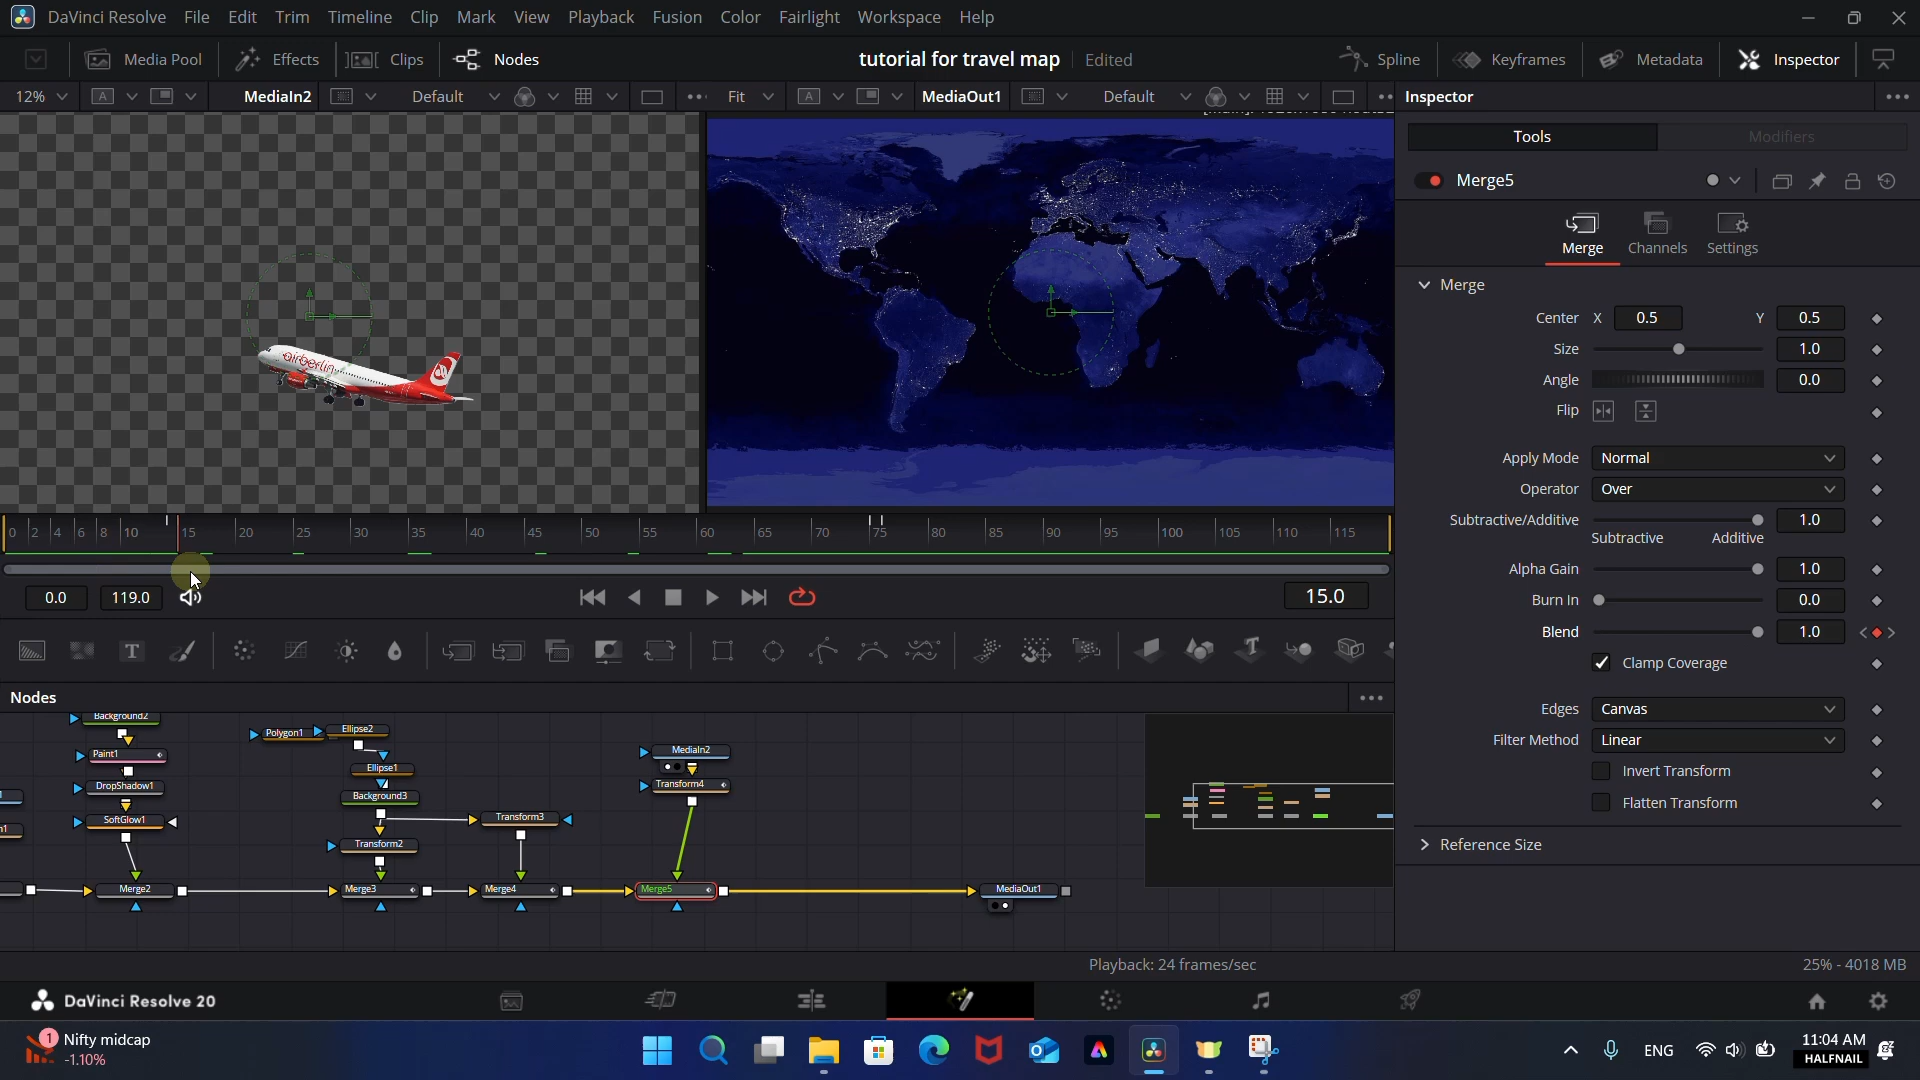 DaVinci Resolve File Edit Trim Timeline Clip Mark View Playback Fusion Color Fairlight Workspace Help
Media Pool Effects Clips Nodes tutorial for travel map Edited Spline Keyframes Metadata Inspector
12% A MediaIn2 Default Fit A MediaOut1 Default Inspector
Tools Modifiers
Merge5
Merge Channels Settings
Merge
Center X 0.5 Y 0.5
Size 1.0
Angle 0.0
Flip
Apply Mode Normal
Operator Over
Subtractive/Additive 1.0
Subtractive Additive
Alpha Gain 1.0
Burn In 0.0
Blend 1.0
Clamp Coverage
Edges Canvas
Filter Method Linear
Invert Transform
Flatten Transform
Reference Size
airberlin
0 2 4 6 8 10 15 20 25 30 35 40 45 50 55 60 65 70 75 80 85 90 95 100 105 110 115
0.0 119.0 15.0
T T
Nodes
Background2 Polygon1 Ellipse2
Paint1 Ellipse1 MediaIn2
DropShadow1 Background3 Transform4
SoftGlow1 Transform3
Transform2
Merge2 Merge3 Merge4 Merge5 MediaOut1
Playback: 24 frames/sec 25% - 4018 MB
DaVinci Resolve 20
1 Nifty midcap
-1.10%
ENG 11:04 AM
HALFNAIL